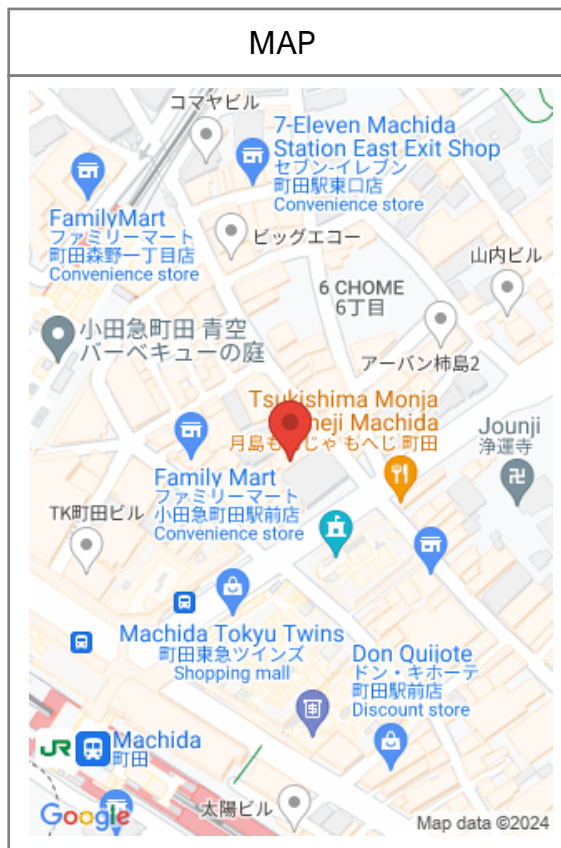 MAP
コマヤビル
7-Eleven Machida
Station East Exit Shop
セブン-イレブン
町田駅東口店
Convenience store
FamilyMart
ファミリーマート
町田森野一丁目店
Convenience store
ビッグエコー
山内ビル
6 CHOME
6丁目
小田急町田 青空
バーベキューの庭
アーバン柿島2
Tsukishima Monja
heji Machida
月島も じゃ もへじ 町田
Jounji
浄運寺
卍
Family Mart
ファミリーマート
小田急町田駅前店
Convenience store
TK町田ビル
Machida Tokyu Twins
町田東急ツインズ
Shopping mall
Don Quijote
ドン・キホーテ
町田駅前店
Discount store
JR
Machida
町田
Google
太陽ビル
Map data ©2024